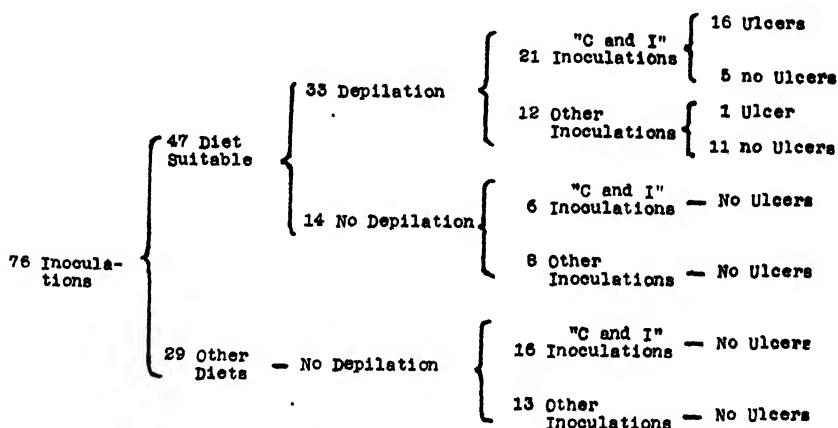 76 Inocula-
tions
47 Diet
Suitable
33 Depilation
21 "C and I"
Inoculations
16 Ulcers
5 no Ulcers
12 Other
Inoculations
1 Ulcer
11 no Ulcers
14 No Depilation
6 "C and I"
Inoculations — No Ulcers
8 Other
Inoculations — No Ulcers
29 Other
Diets — No Depilation
16 "C and I"
Inoculations — No Ulcers
13 Other
Inoculations — No Ulcers